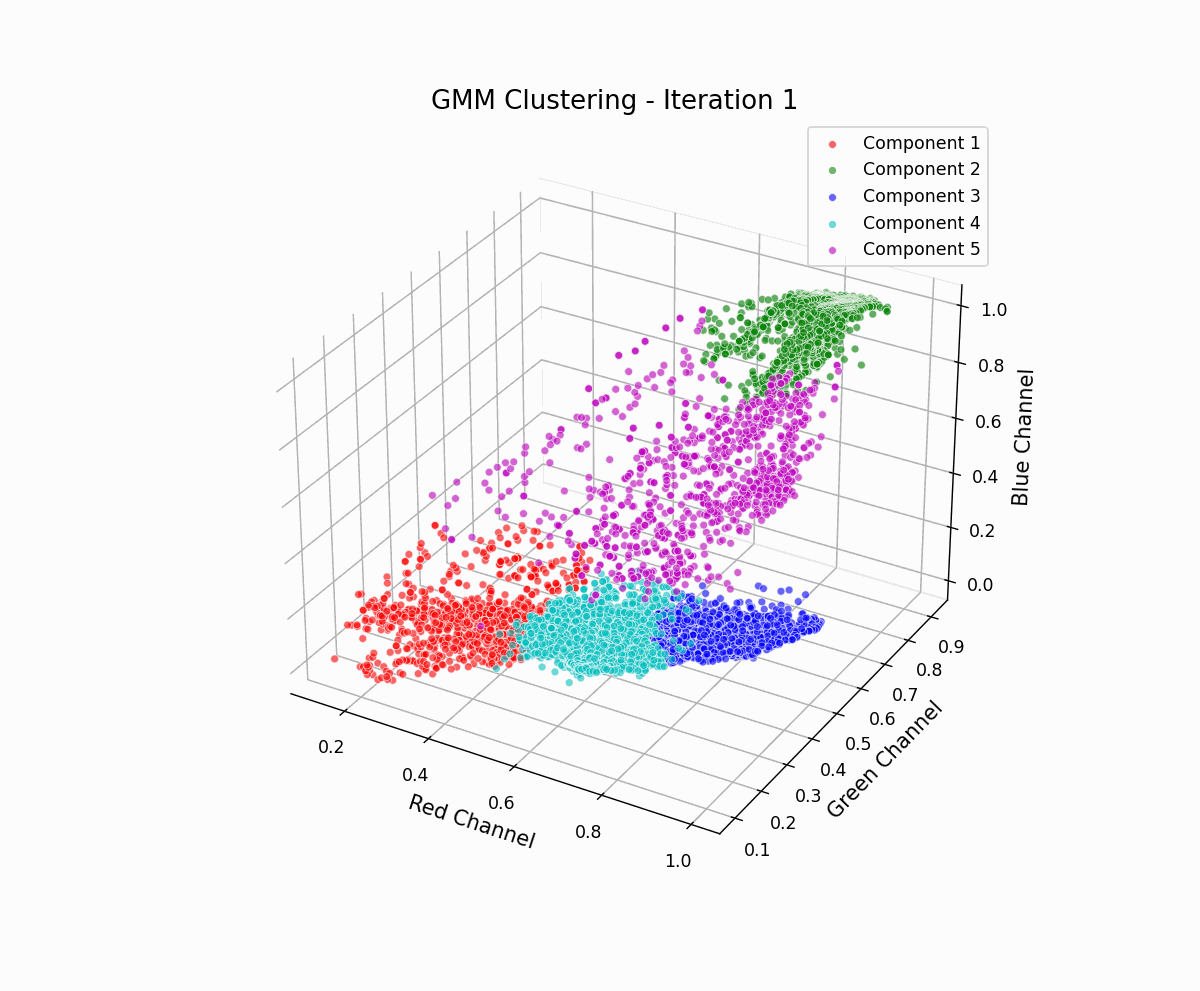 GMM Clustering - Iteration 1
Component 1
Component 2
Component 3
Component 4
Component 5
1.0
0.8
0.6
0.4
0.2
0.0
Blue Channel
0.9
0.8
0.7
0.6
0.5
0.4
0.3
0.2
0.1
Green Channel
0.2
0.4
0.6
0.8
1.0
Red Channel